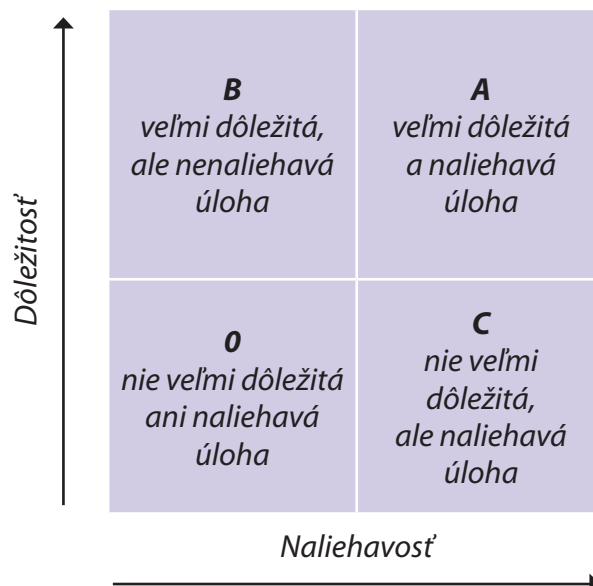 Dôležitosť
B
veľmi dôležitá,
ale nenaliehavá
úloha
A
veľmi dôležitá
a naliehavá
úloha
0
nie veľmi dôležitá
ani naliehavá
úloha
C
nie veľmi
dôležitá,
ale naliehavá
úloha
Naliehavosť